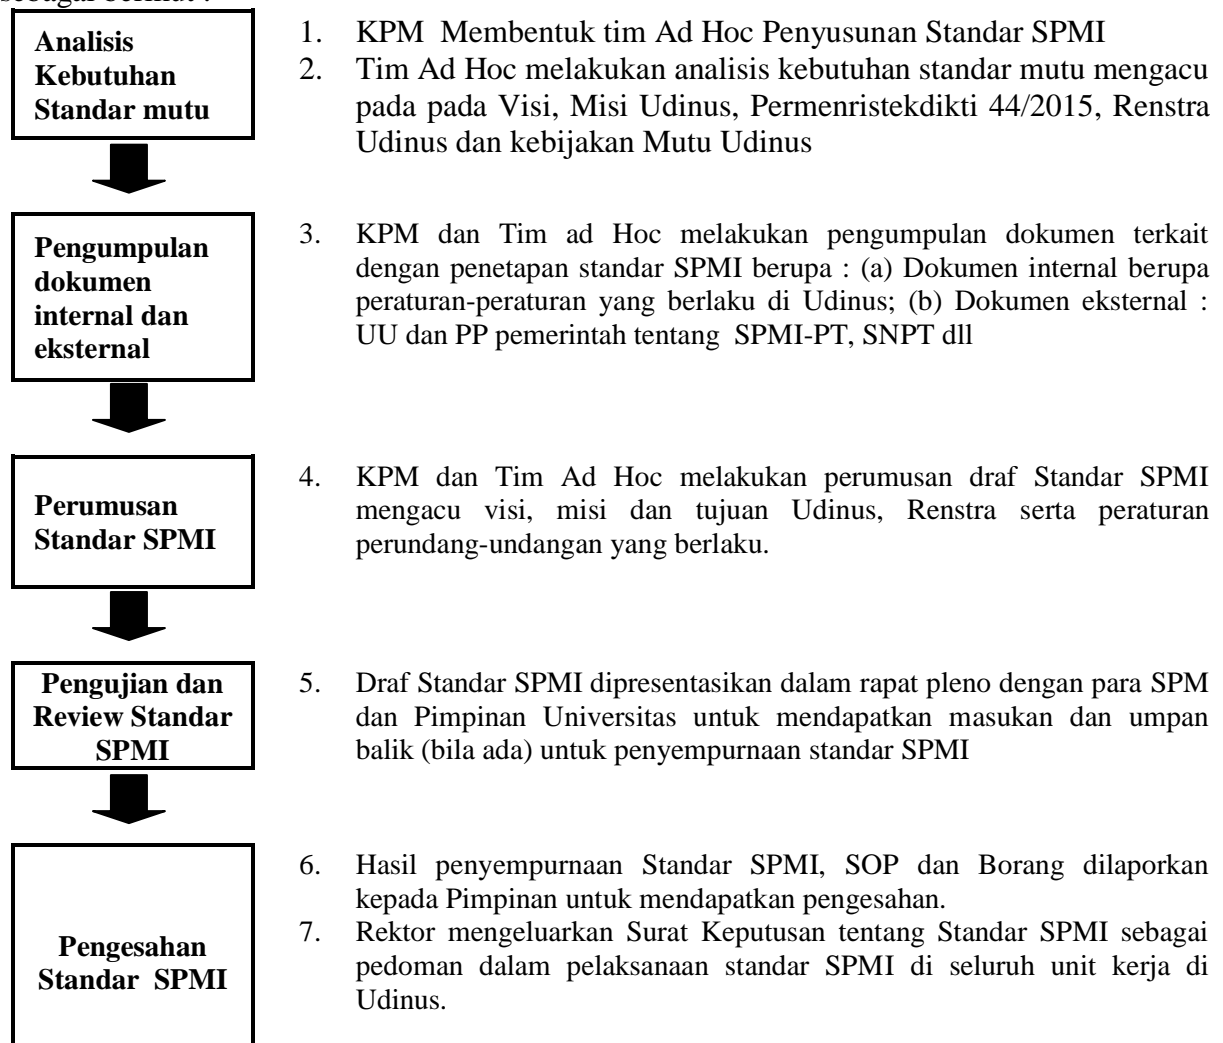 sebagai berikut :
Analisis
Kebutuhan
Standar mutu
1. KPM Membentuk tim Ad Hoc Penyusunan Standar SPMI
2. Tim Ad Hoc melakukan analisis kebutuhan standar mutu mengacu
pada pada Visi, Misi Udinus, Permenristekdikti 44/2015, Renstra
Udinus dan kebijakan Mutu Udinus
Pengumpulan
dokumen
internal dan
eksternal
3. KPM dan Tim ad Hoc melakukan pengumpulan dokumen terkait
dengan penetapan standar SPMI berupa : (a) Dokumen internal berupa
peraturan-peraturan yang berlaku di Udinus; (b) Dokumen eksternal :
UU dan PP pemerintah tentang SPMI-PT, SNPT dll
Perumusan
Standar SPMI
4. KPM dan Tim Ad Hoc melakukan perumusan draf Standar SPMI
mengacu visi, misi dan tujuan Udinus, Renstra serta peraturan
perundang-undangan yang berlaku.
Pengujian dan
Review Standar
SPMI
5. Draf Standar SPMI dipresentasikan dalam rapat pleno dengan para SPM
dan Pimpinan Universitas untuk mendapatkan masukan dan umpan
balik (bila ada) untuk penyempurnaan standar SPMI
Pengesahan
Standar SPMI
6. Hasil penyempurnaan Standar SPMI, SOP dan Borang dilaporkan
kepada Pimpinan untuk mendapatkan pengesahan.
7. Rektor mengeluarkan Surat Keputusan tentang Standar SPMI sebagai
pedoman dalam pelaksanaan standar SPMI di seluruh unit kerja di
Udinus.